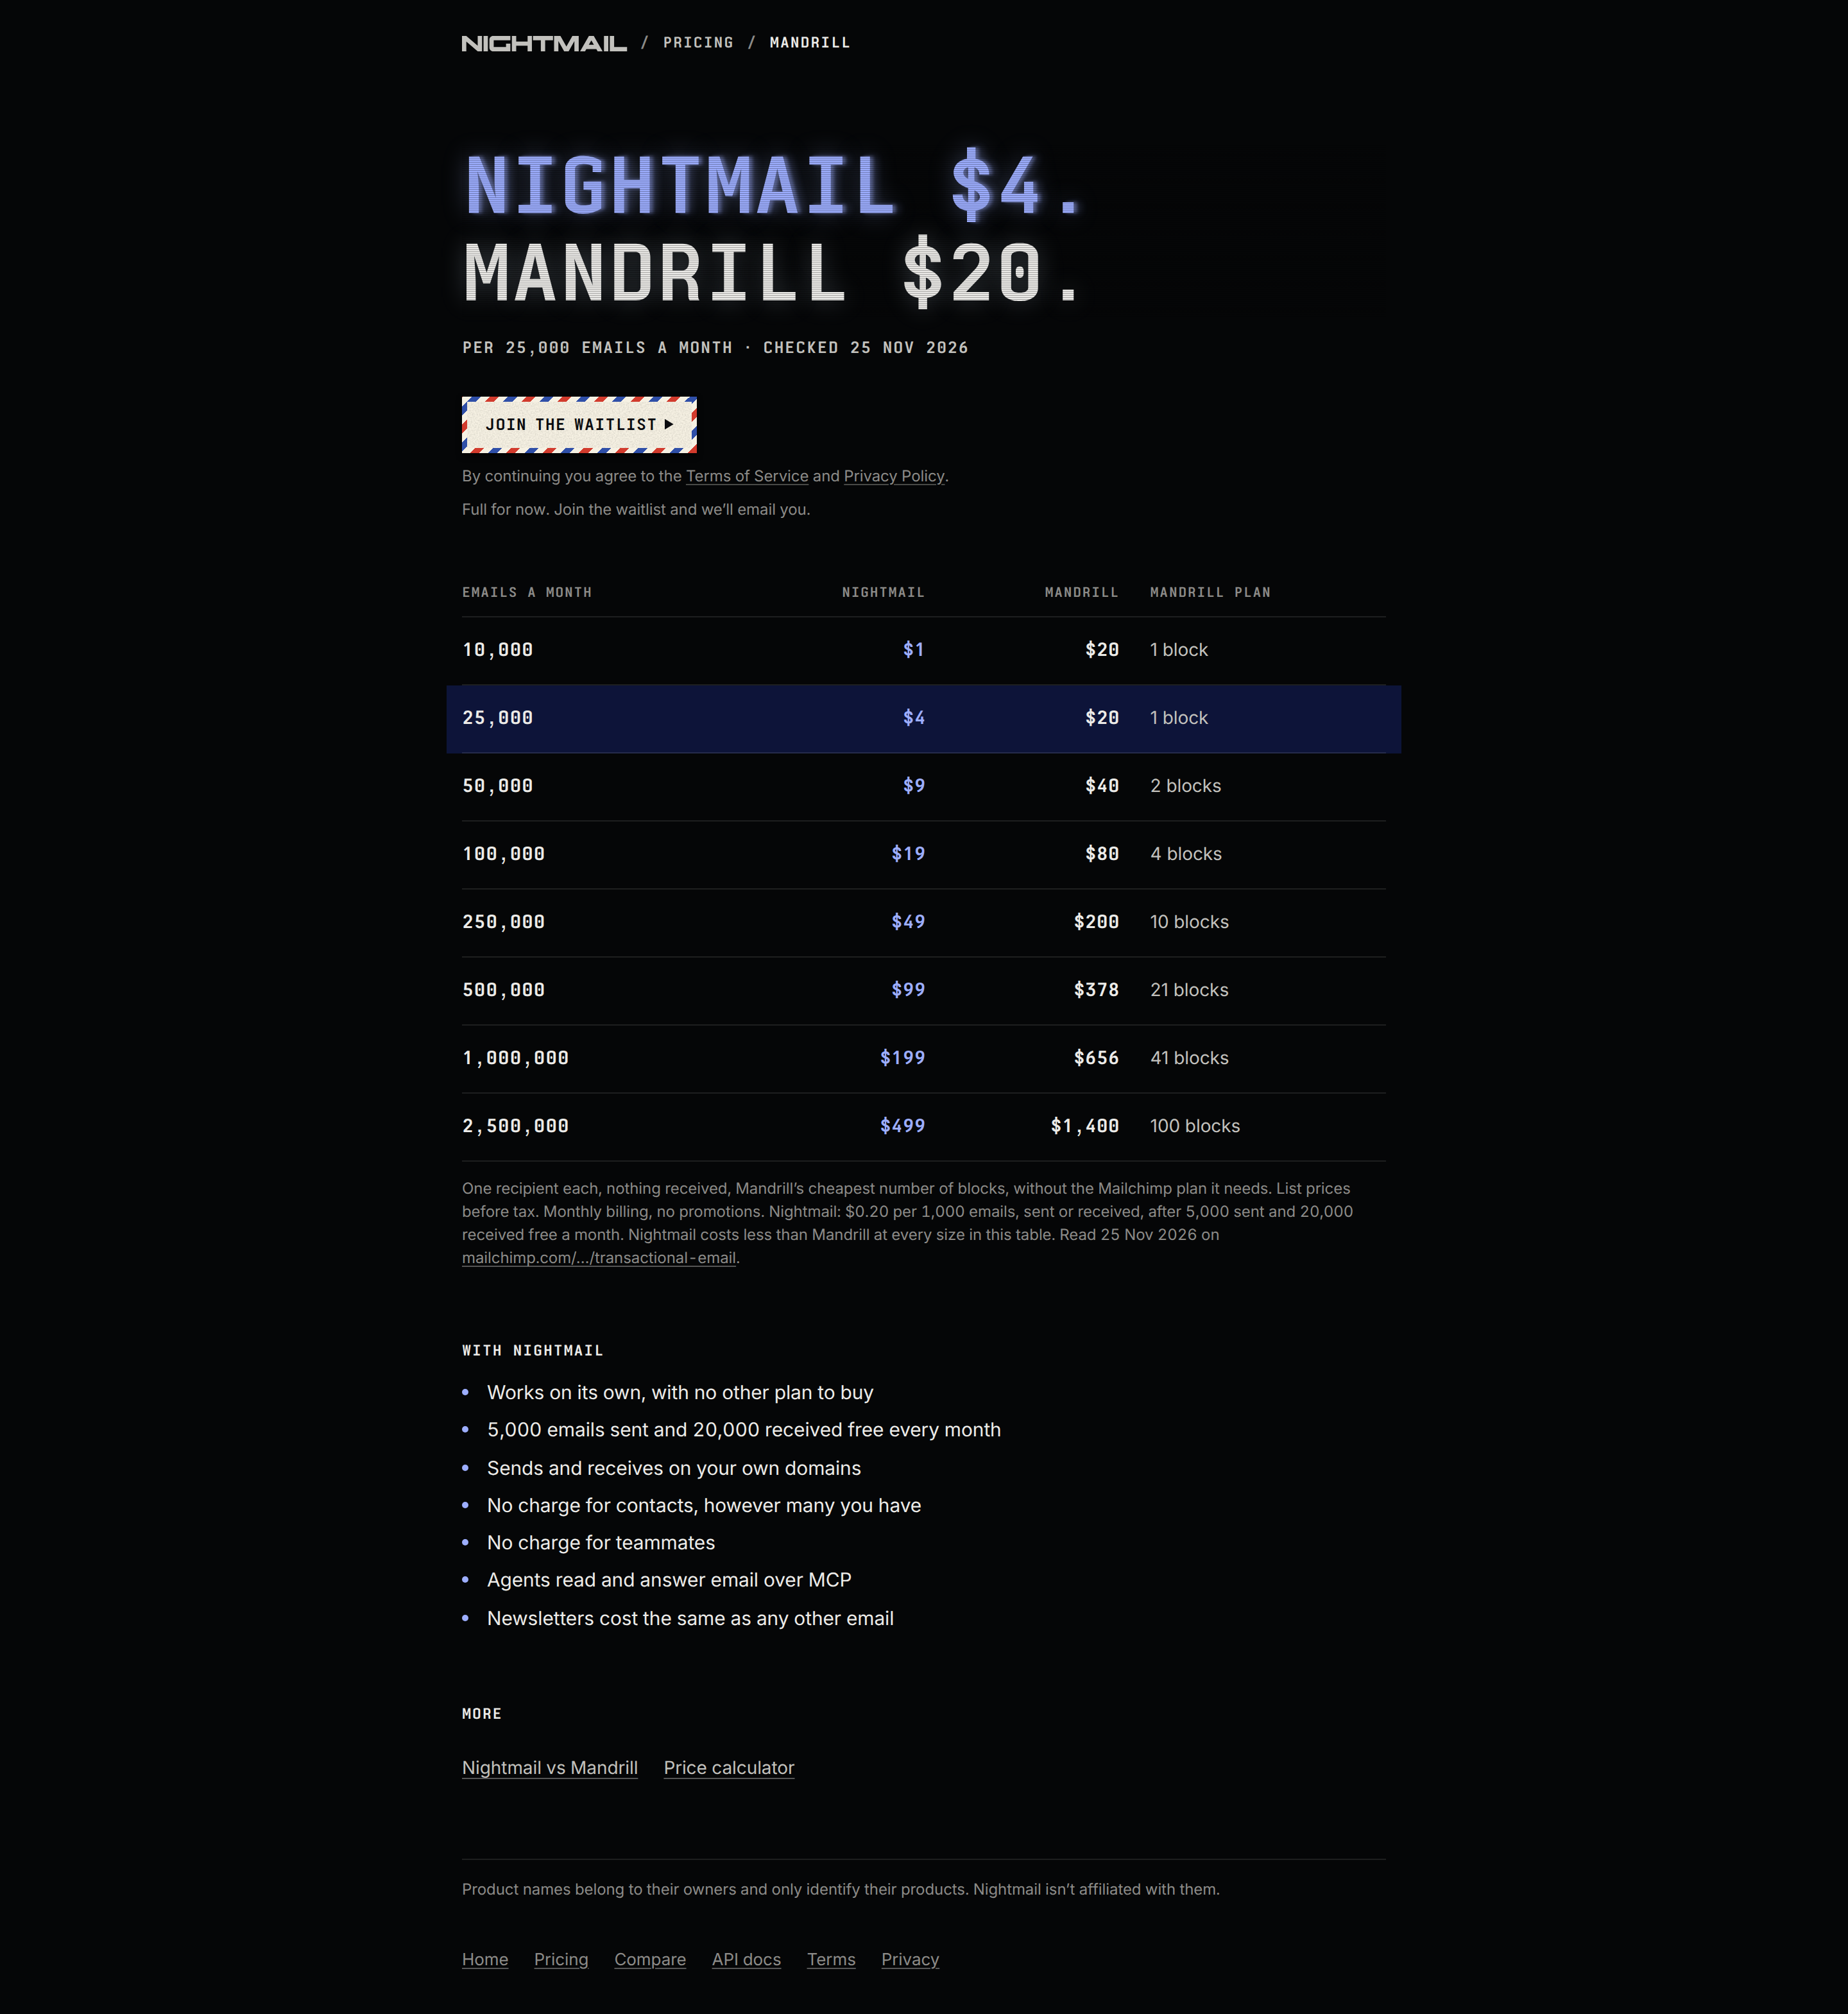 NIGHTMAIL / PRICING / MANDRILL
NIGHTMAIL $4.
MANDRILL $20.
PER 25,000 EMAILS A MONTH · CHECKED 25 NOV 2026
JOIN THE WAITLIST
By continuing you agree to the Terms of Service and Privacy Policy.
Full for now. Join the waitlist and we’ll email you.
EMAILS A MONTH NIGHTMAIL MANDRILL MANDRILL PLAN
10,000 $1 $20 1 block
25,000 $4 $20 1 block
50,000 $9 $40 2 blocks
100,000 $19 $80 4 blocks
250,000 $49 $200 10 blocks
500,000 $99 $378 21 blocks
1,000,000 $199 $656 41 blocks
2,500,000 $499 $1,400 100 blocks
One recipient each, nothing received, Mandrill’s cheapest number of blocks, without the Mailchimp plan it needs. List prices
before tax. Monthly billing, no promotions. Nightmail: $0.20 per 1,000 emails, sent or received, after 5,000 sent and 20,000
received free a month. Nightmail costs less than Mandrill at every size in this table. Read 25 Nov 2026 on
mailchimp.com/…/transactional-email.
WITH NIGHTMAIL
• Works on its own, with no other plan to buy
• 5,000 emails sent and 20,000 received free every month
• Sends and receives on your own domains
• No charge for contacts, however many you have
• No charge for teammates
• Agents read and answer email over MCP
• Newsletters cost the same as any other email
MORE
Nightmail vs Mandrill Price calculator
Product names belong to their owners and only identify their products. Nightmail isn’t affiliated with them.
Home Pricing Compare API docs Terms Privacy